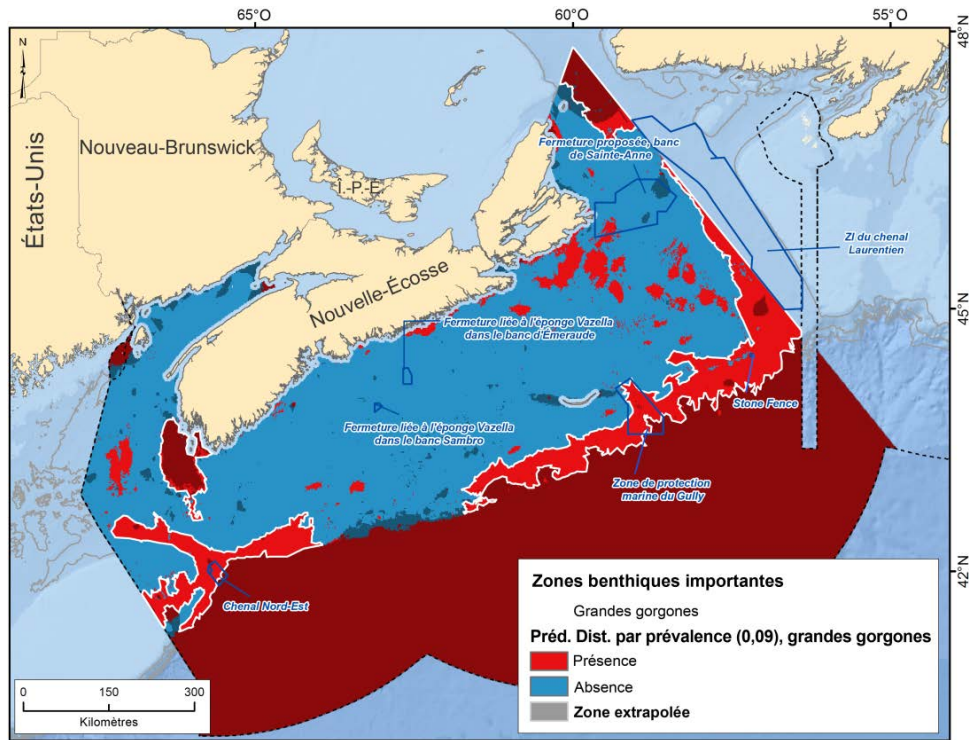 65°O
60°O
55°O
48°N
N
Nouveau-Brunswick
États-Unis
I.-P.-E.
Fermeture proposée, banc
de Sainte-Anne
ZI du chenal
Laurentien
Nouvelle-Écosse
45°N
Fermeture liée à l'éponge Vazella
dans le banc d'Émeraude
Stone Fence
Fermeture liée à l'éponge Vazella
dans le banc Sambro
Zone de protection
marine du Gully
42°N
Chenal Nord-Est
Zones benthiques importantes
Grandes gorgones
Préd. Dist. par prévalence (0,09), grandes gorgones
Présence
Absence
Zone extrapolée
0 150 300
Kilomètres